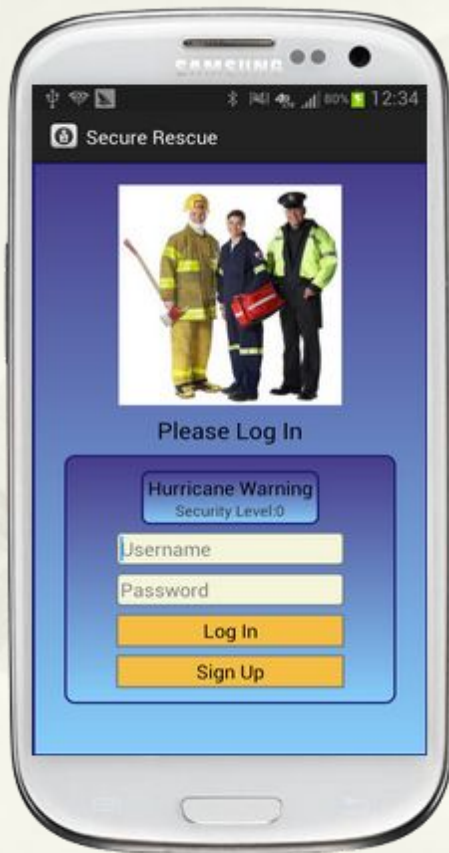 SAMSUNG
80% 12:34
Secure Rescue
Please Log In
Hurricane Warning
Security Level:0
Username
Password
Log In
Sign Up